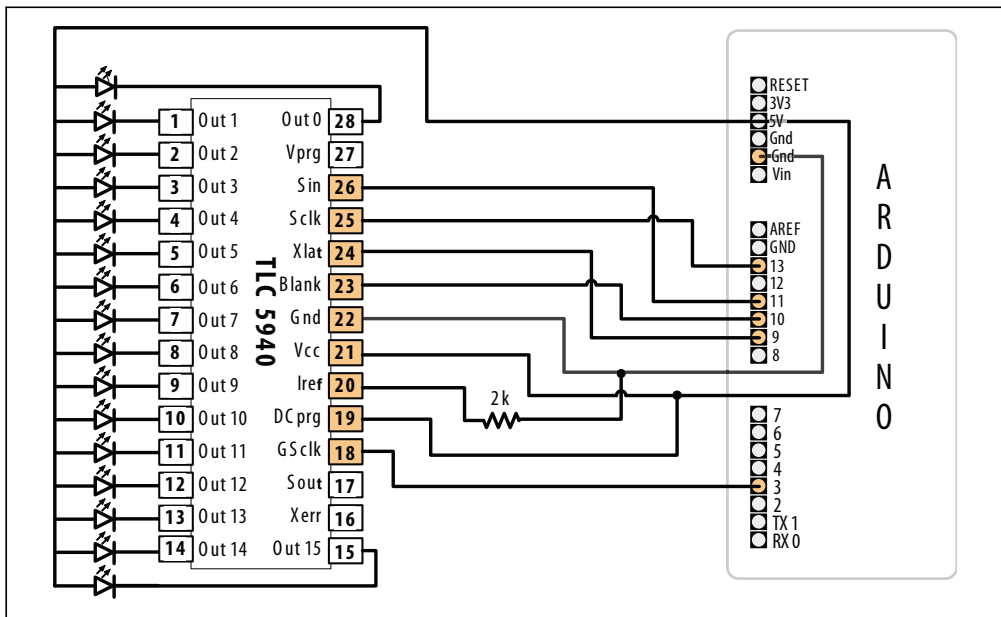 1 Out 1
2 Out 2
3 Out 3
4 Out 4
5 Out 5
6 Out 6
7 Out 7
8 Out 8
9 Out 9
10 Out 10
11 Out 11
12 Out 12
13 Out 13
14 Out 14
TLC 5940
Out 0 28
Vprg 27
Sin 26
Sclk 25
Xlat 24
Blank 23
Gnd 22
Vcc 21
Iref 20
DCprg 19
GSclk 18
Sout 17
Xerr 16
Out 15 15
2k
RESET
3V3
5V
Gnd
Gnd
Vin
AREF
GND
13
12
11
10
9
8
7
6
5
4
3
2
TX 1
RX 0
ARDUINO